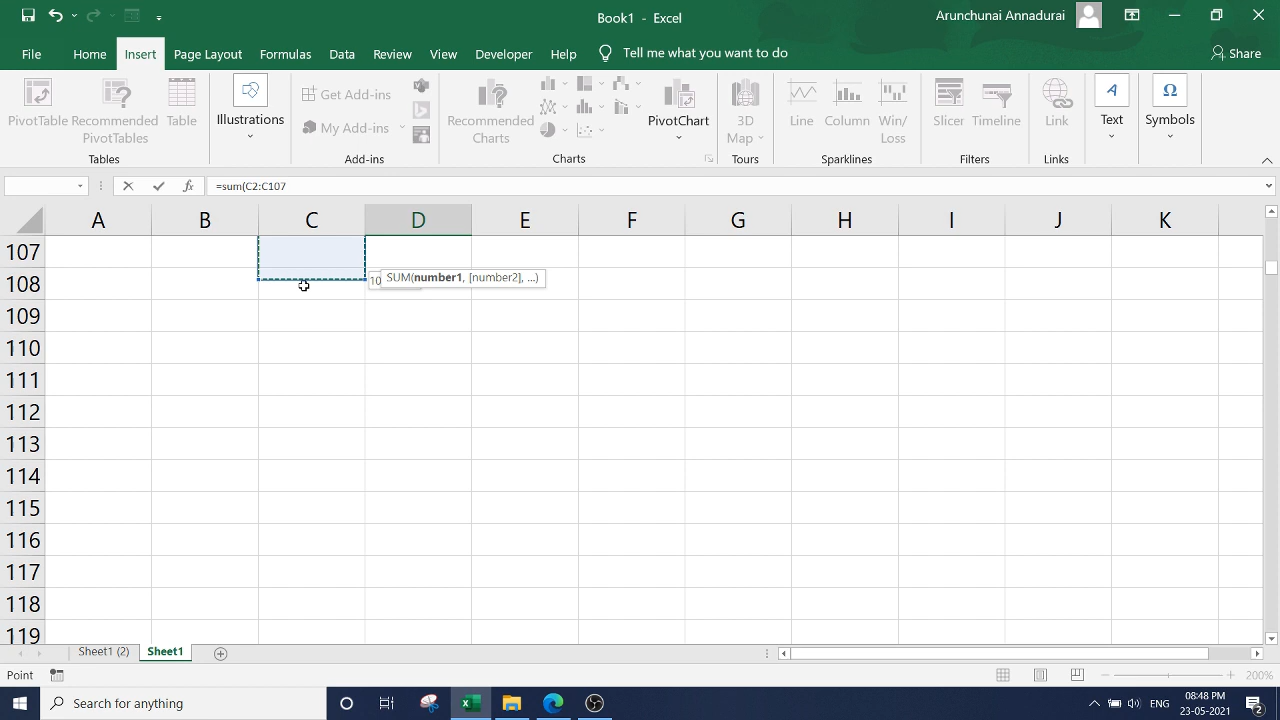 Book1 - Excel
Arunchunai Annadurai
File Home Insert Page Layout Formulas Data Review View Developer Help Tell me what you want to do Share
PivotTable
Recommended
PivotTables
Table
Tables
Illustrations
Get Add-ins
My Add-ins
Add-ins
Recommended
Charts
PivotChart
Charts
3D
Map
Tours
Line
Column
Win/
Loss
Sparklines
Slicer
Timeline
Filters
Link
Links
A
Text
Ω
Symbols
fx =sum(C2:C107
A B C D E F G H I J K
107
108
10 SUM(number1, [number2], ...)
109
110
111
112
113
114
115
116
117
118
119
Sheet1 (2) Sheet1
Point 200%
Search for anything
ENG
08:48 PM
23-05-2021
2